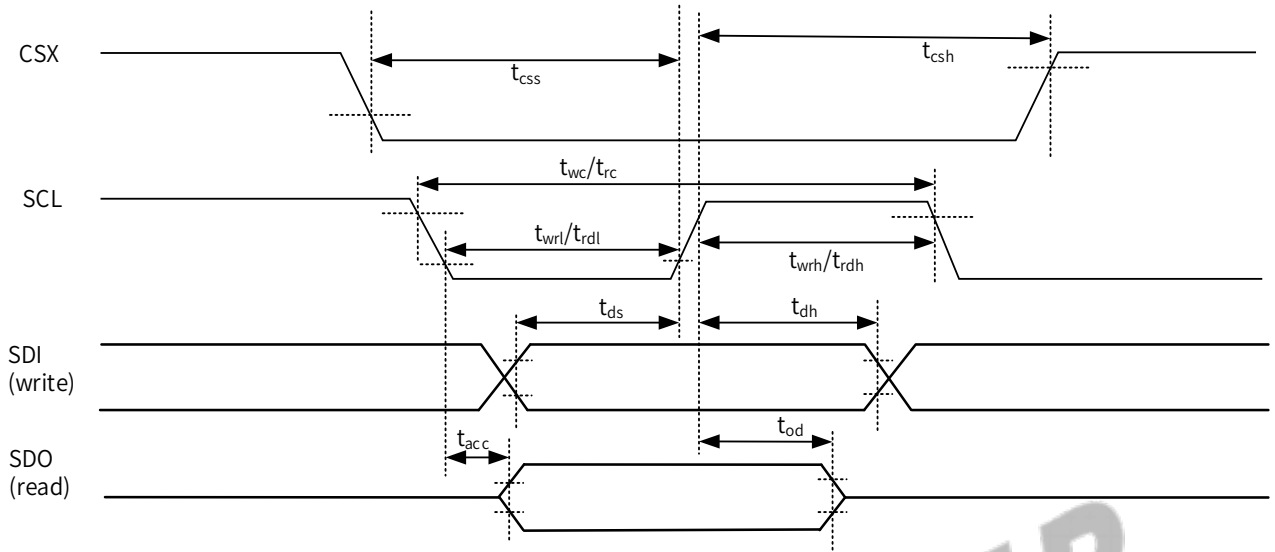 CSX
t_css
t_csh
t_wc/t_rc
SCL
t_wrl/t_rdl
t_wrh/t_rdh
t_ds
t_dh
SDI
(write)
t_acc
t_od
SDO
(read)